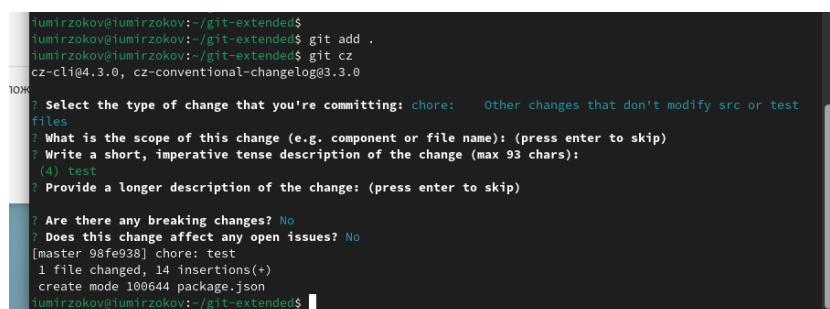 iumirzokov@iumirzokov:~/git-extended$
iumirzokov@iumirzokov:~/git-extended$ git add .
iumirzokov@iumirzokov:~/git-extended$ git cz
cz-cli@4.3.0, cz-conventional-changelog@3.3.0
лож
? Select the type of change that you're committing: chore:    Other changes that don't modify src or test
files
? What is the scope of this change (e.g. component or file name): (press enter to skip)
? Write a short, imperative tense description of the change (max 93 chars):
(4) test
? Provide a longer description of the change: (press enter to skip)
? Are there any breaking changes? No
? Does this change affect any open issues? No
[master 98fe938] chore: test
1 file changed, 14 insertions(+)
create mode 100644 package.json
iumirzokov@iumirzokov:~/git-extended$